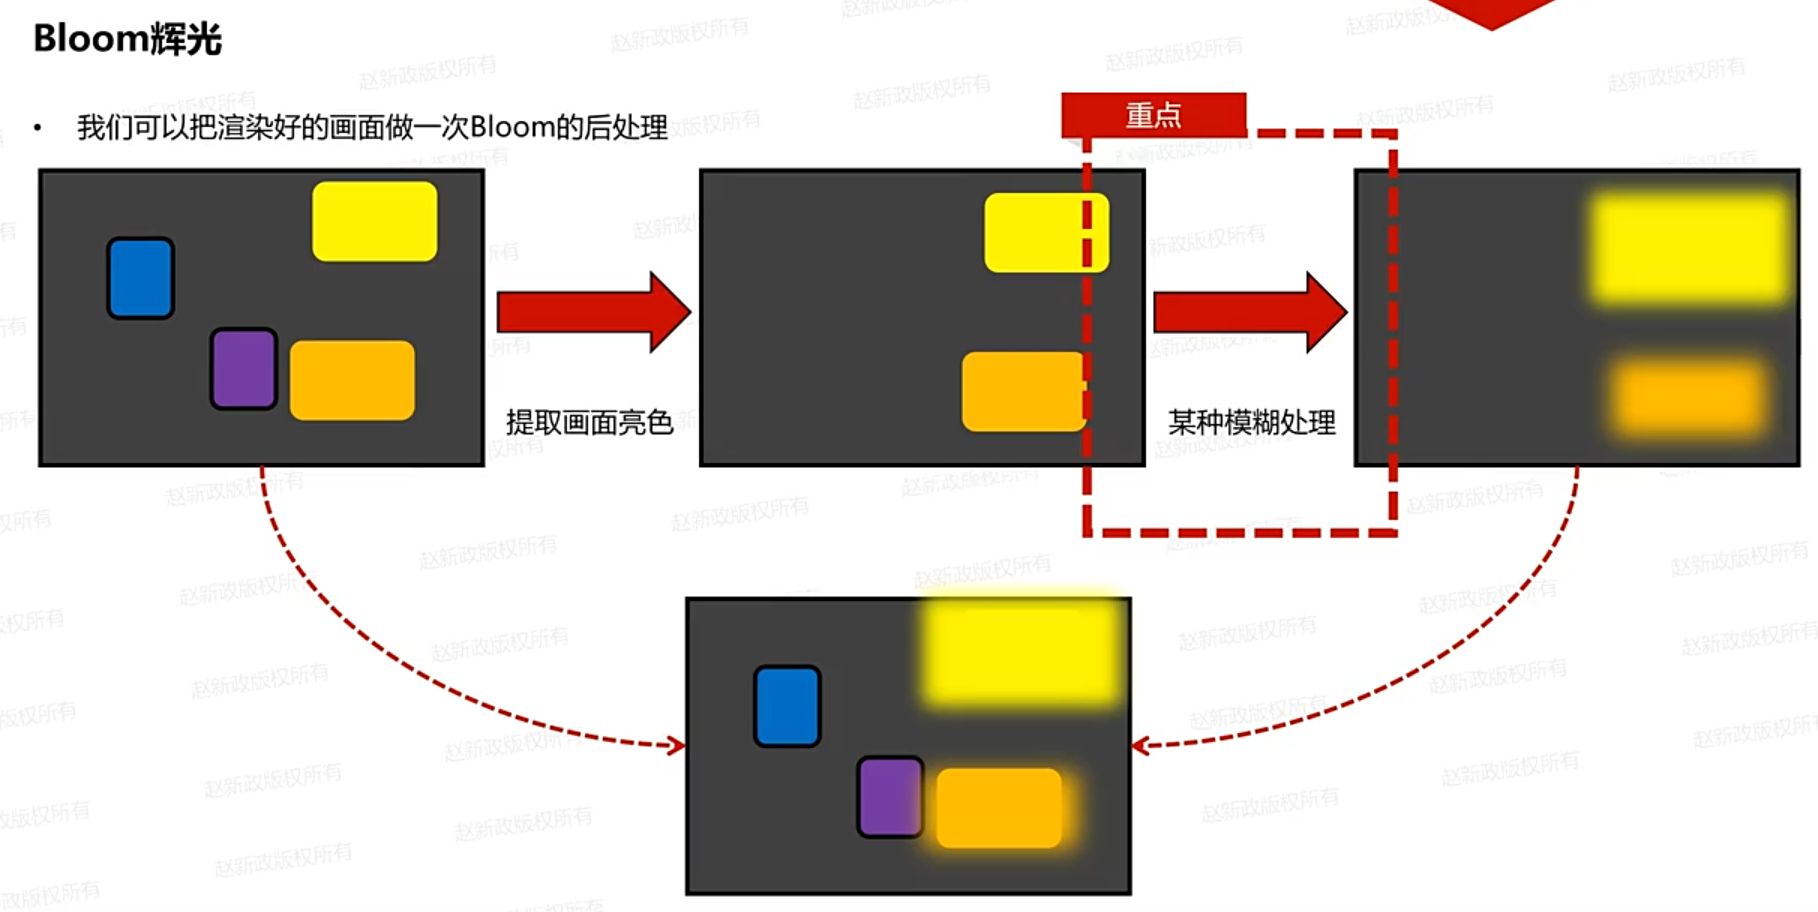 Bloom辉光
• 我们可以把渲染好的画面做一次Bloom的后处理
重点
提取画面亮色
某种模糊处理
赵新政版权所有